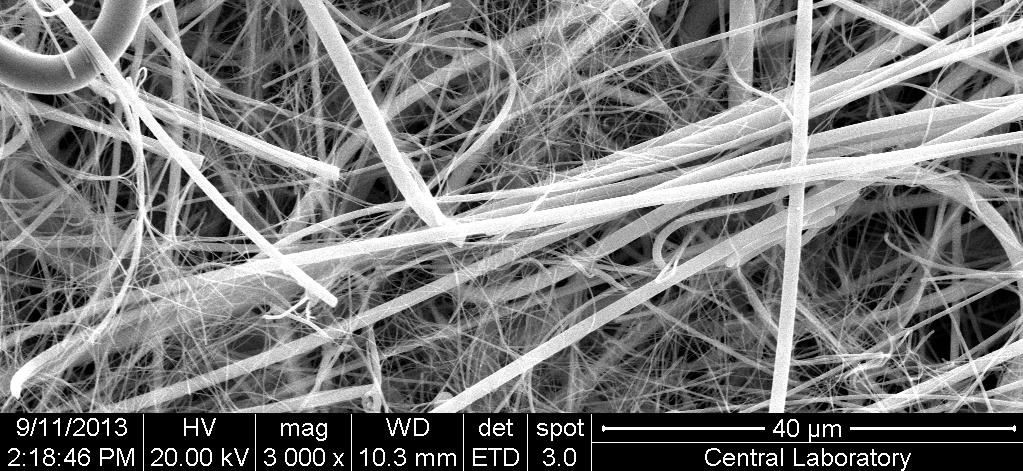 9/11/2013 HV mag WD det spot 40 µm
2:18:46 PM 20.00 kV 3 000 x 10.3 mm ETD 3.0 Central Laboratory